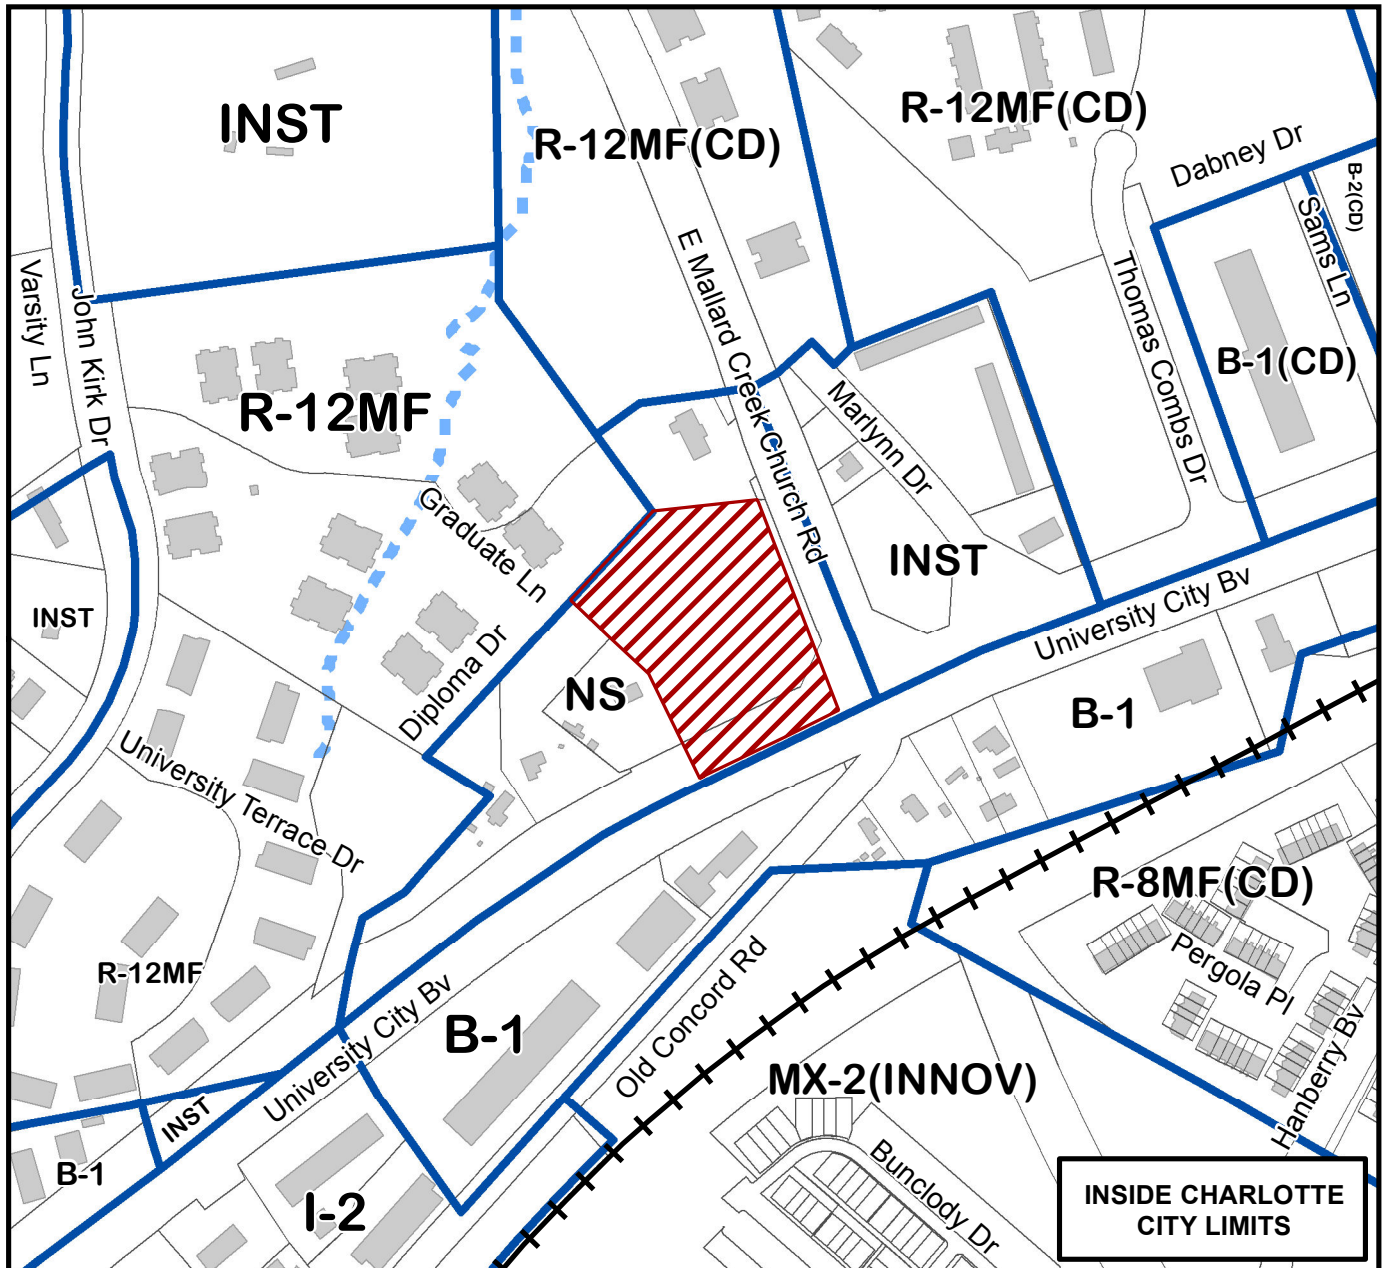 INST
R-12MF(CD)
R-12MF(CD)
Dabney Dr
B-2(CD)
Sams Ln
E Mallard Creek Church Rd
Thomas Combs Dr
Varsity Ln
John Kirk Dr
B-1(CD)
R-12MF
Marlynn Dr
Graduate Ln
INST
INST
University City Bv
Diploma Dr
NS
B-1
University Terrace Dr
R-8MF(CD)
Pergola Pl
R-12MF
University City Bv
B-1
Old Concord Rd
MX-2(INNOV)
Hanberry Bv
INST
B-1
I-2
Bunclody Dr
INSIDE CHARLOTTE
CITY LIMITS